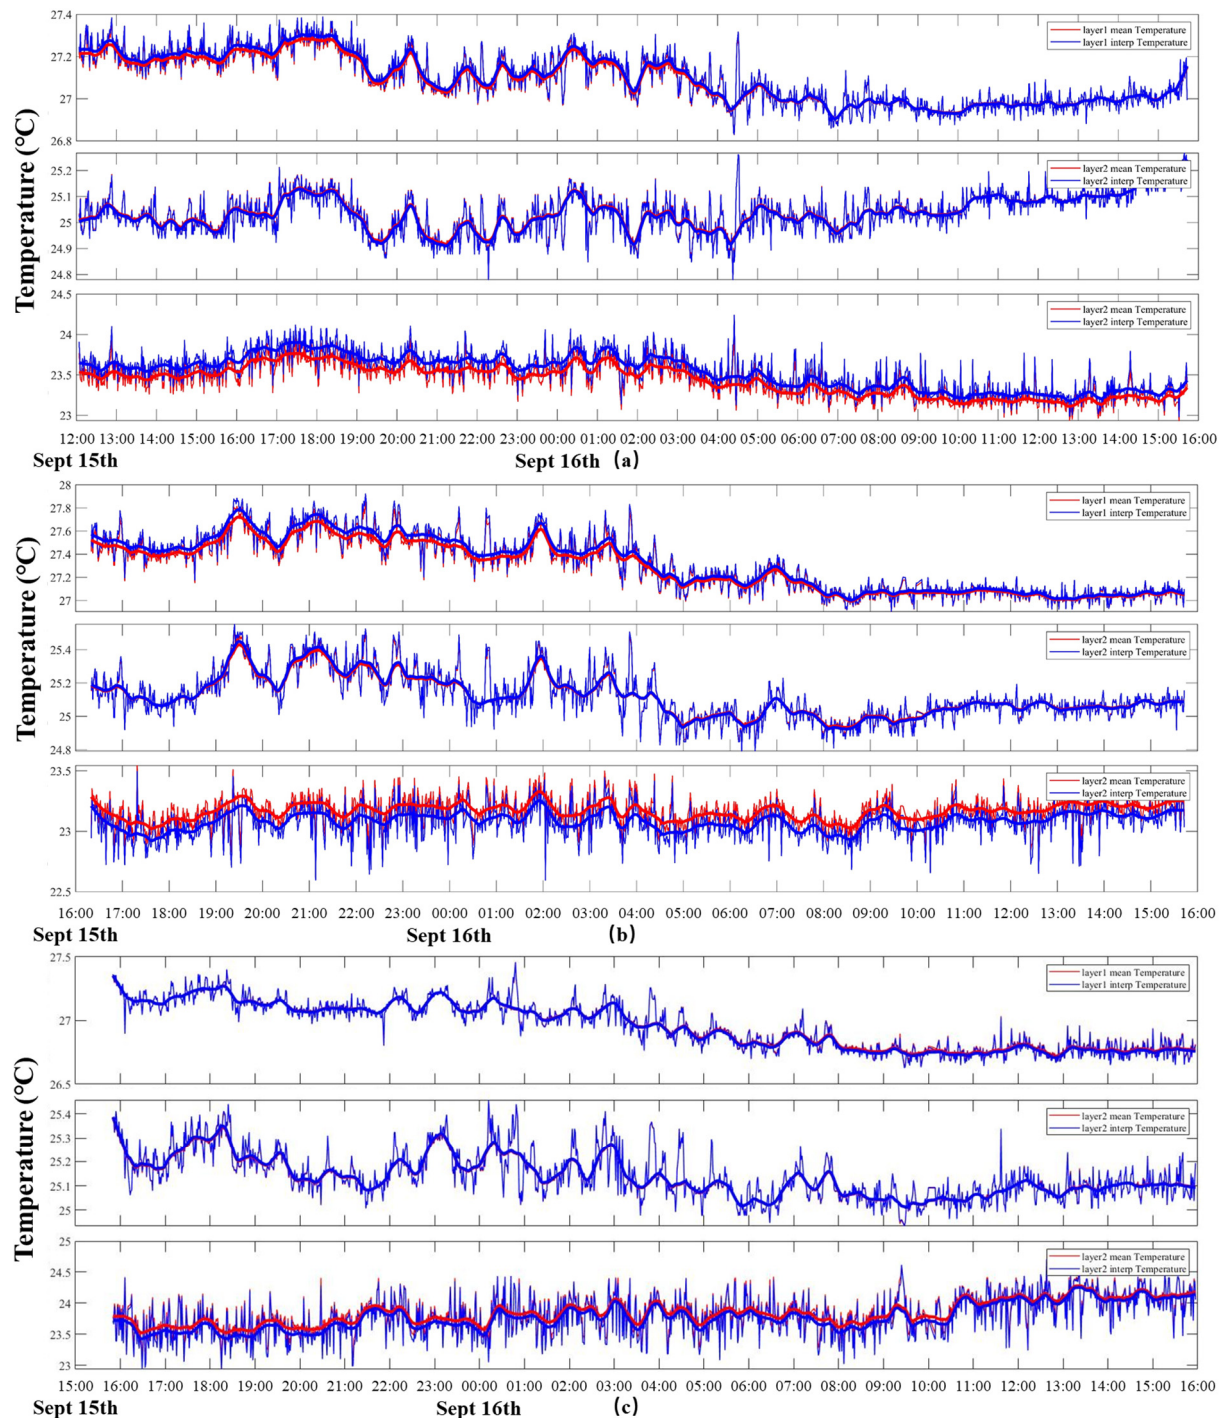 27.4
27.2
27
26.8
layer1 mean Temperature
layer1 interp Temperature
25.2
25.1
25
24.9
24.8
layer2 mean Temperature
layer2 interp Temperature
24.5
24
23.5
23
layer2 mean Temperature
layer2 interp Temperature
Temperature (°C)
12:00 13:00 14:00 15:00 16:00 17:00 18:00 19:00 20:00 21:00 22:00 23:00 00:00 01:00 02:00 03:00 04:00 05:00 06:00 07:00 08:00 09:00 10:00 11:00 12:00 13:00 14:00 15:00 16:00
Sept 15th Sept 16th (a)
28
27.8
27.6
27.4
27.2
27
layer1 mean Temperature
layer1 interp Temperature
25.4
25.2
25
24.8
layer2 mean Temperature
layer2 interp Temperature
23.5
23
22.5
layer2 mean Temperature
layer2 interp Temperature
Temperature (°C)
16:00 17:00 18:00 19:00 20:00 21:00 22:00 23:00 00:00 01:00 02:00 03:00 04:00 05:00 06:00 07:00 08:00 09:00 10:00 11:00 12:00 13:00 14:00 15:00 16:00
Sept 15th Sept 16th (b)
27.5
27
26.5
layer1 mean Temperature
layer1 interp Temperature
25.4
25.3
25.2
25.1
25
layer2 mean Temperature
layer2 interp Temperature
25
24.5
24
23.5
23
layer2 mean Temperature
layer2 interp Temperature
Temperature (°C)
15:00 16:00 17:00 18:00 19:00 20:00 21:00 22:00 23:00 00:00 01:00 02:00 03:00 04:00 05:00 06:00 07:00 08:00 09:00 10:00 11:00 12:00 13:00 14:00 15:00 16:00
Sept 15th Sept 16th (c)